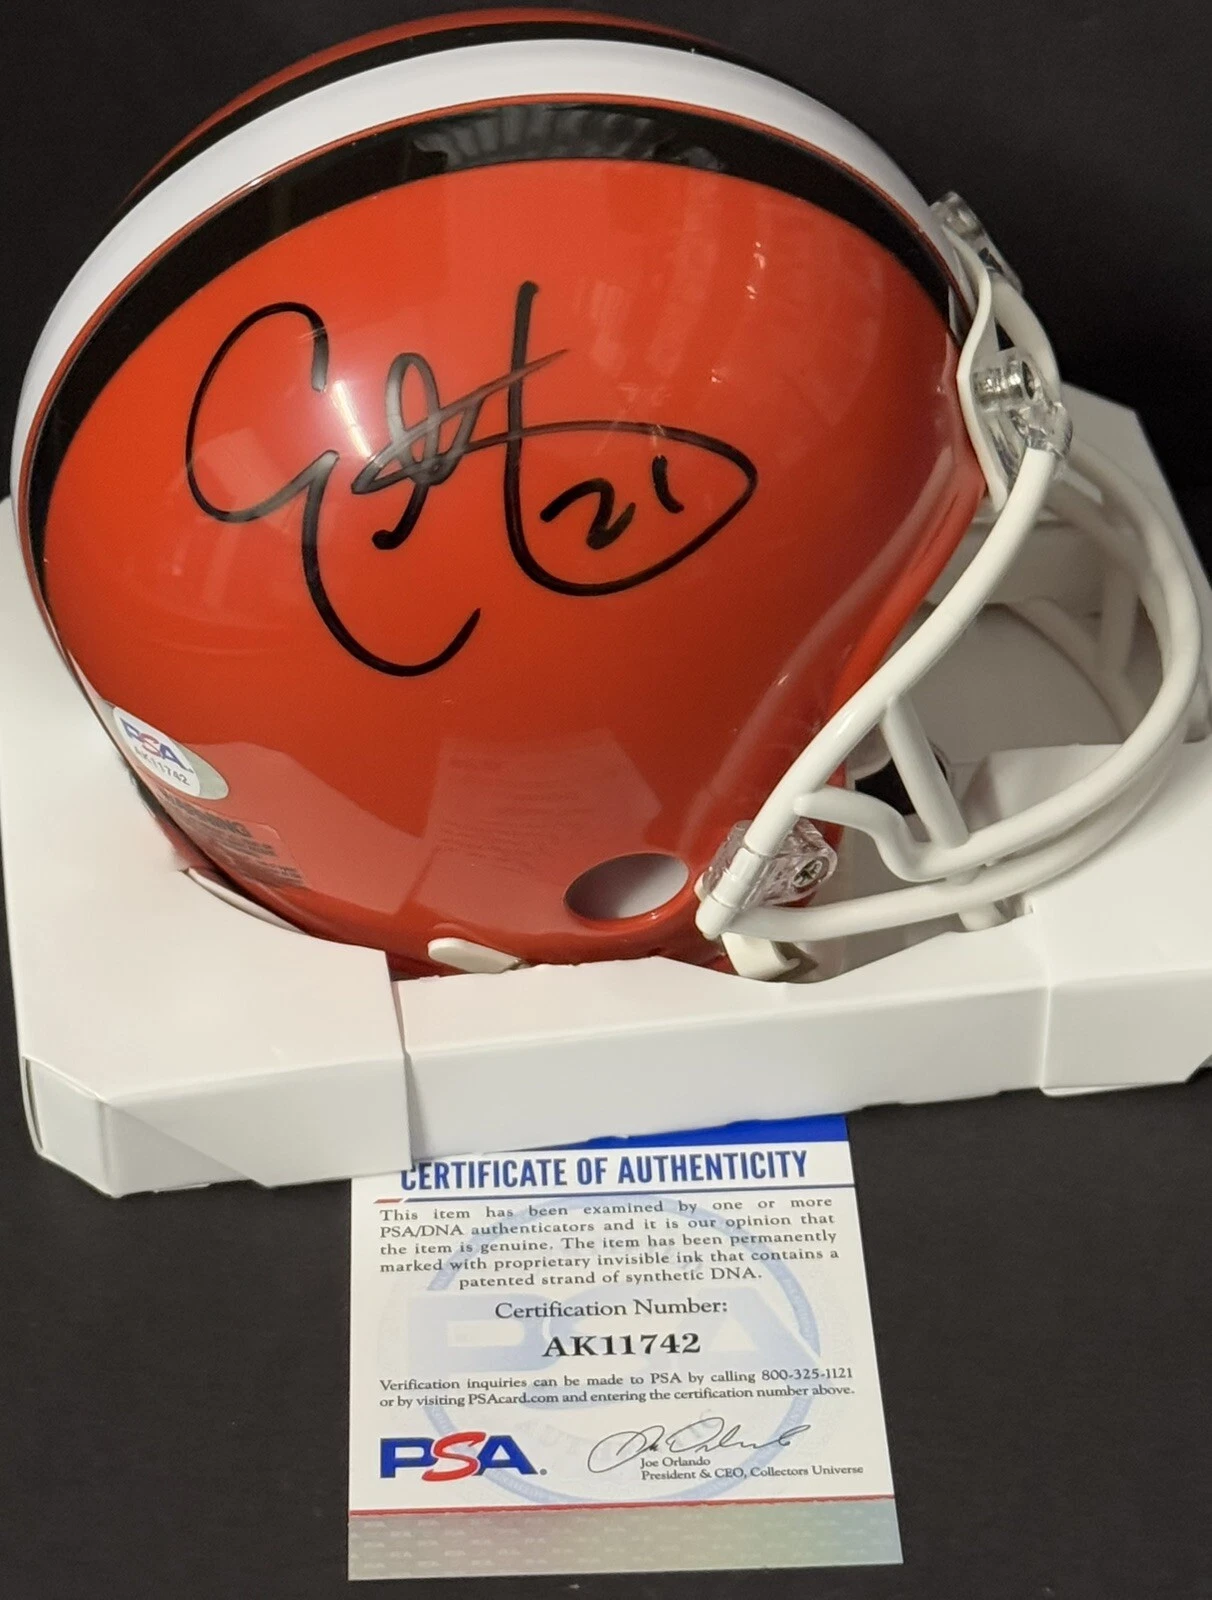 21
PSA
AK11742
WARNING
CERTIFICATE OF AUTHENTICITY
This item has been examined by one or more
PSA/DNA authenticators and it is our opinion that
the item is genuine. The item has been permanently
marked with proprietary invisible ink that contains a
patented strand of synthetic DNA.
Certification Number:
AK11742
Verification inquiries can be made to PSA by calling 800-325-1121
or by visiting PSAcard.com and entering the certification number above.
PSA.
Joe Orlando
President & CEO, Collectors Universe